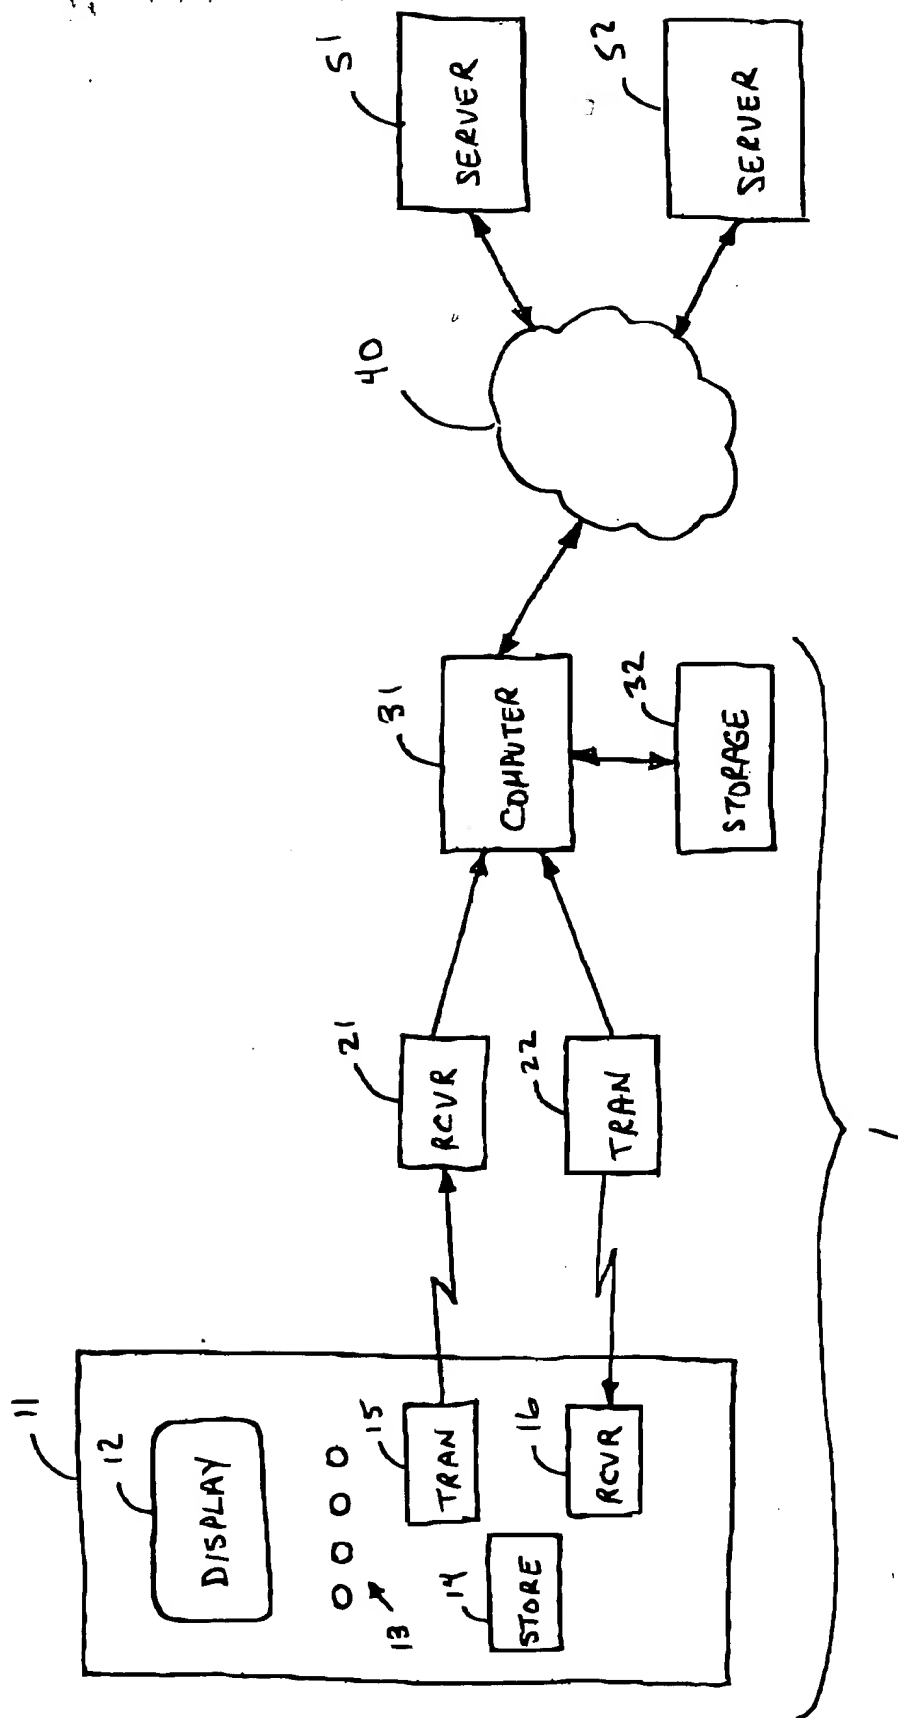 11
12
DISPLAY
13
14
STORE
15
TRAN
16
RCVR
21
RCVR
22
TRAN
31
COMPUTER
32
STORAGE
40
51
SERVER
52
SERVER
1